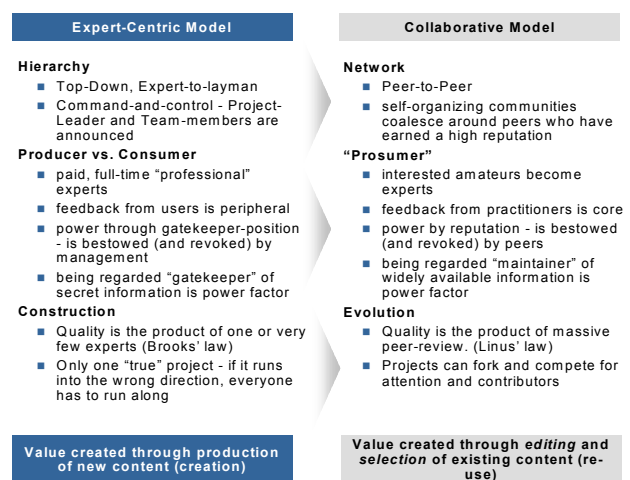 Expert-Centric Model
Hierarchy
Top-Down, Expert-to-layman
Command-and-control - Project-
Leader and Team-members are
announced
Producer vs. Consumer
paid, full-time “professional”
experts
feedback from users is peripheral
power through gatekeeper-position
- is bestowed (and revoked) by
management
being regarded “gatekeeper” of
secret information is power factor
Construction
Quality is the product of one or very
few experts (Brooks’ law)
Only one “true” project - if it runs
into the wrong direction, everyone
has to run along
Value created through production
of new content (creation)
Collaborative Model
Network
Peer-to-Peer
self-organizing communities
coalesce around peers who have
earned a high reputation
“Prosumer”
interested amateurs become
experts
feedback from practitioners is core
power by reputation - is bestowed
(and revoked) by peers
being regarded “maintainer” of
widely available information is
power factor
Evolution
Quality is the product of massive
peer-review. (Linus’ law)
Projects can fork and compete for
attention and contributors
Value created through editing and
selection of existing content (re-
use)